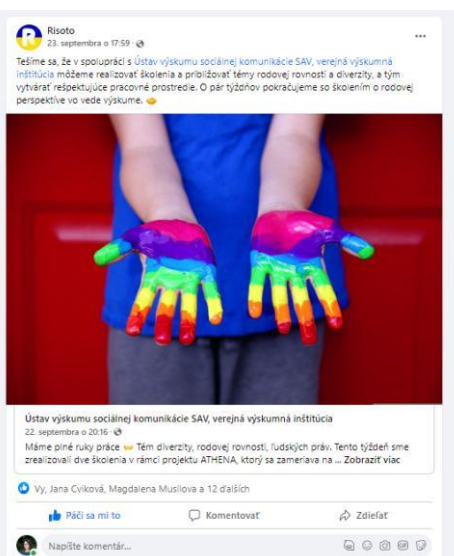 Risoto
23. septembra o 17:59 ·
Tešíme sa, že v spolupráci s Ústav výskumu sociálnej komunikácie SAV, verejná výskumná
inštitúcia môžeme realizovať školenia a približovať témy rodovej rovnosti a diverzity, a tým
vytvárať rešpektujúce pracovné prostredie. O pár týždňov pokračujeme so školením o rodovej
perspektíve vo vede výskume.
Ústav výskumu sociálnej komunikácie SAV, verejná výskumná inštitúcia
22. septembra o 20:16 ·
Máme plné ruky práce Tém diverzity, rodovej rovnosti, ľudských práv. Tento týždeň sme
zrealizovali dve školenia v rámci projektu ATHENA, ktorý sa zameriava na ... Zobraziť viac
Vy, Jana Cviková, Magdalena Musilova a 12 ďalších
Páči sa mi to Komentovať Zdieľať
Napíšte komentár...